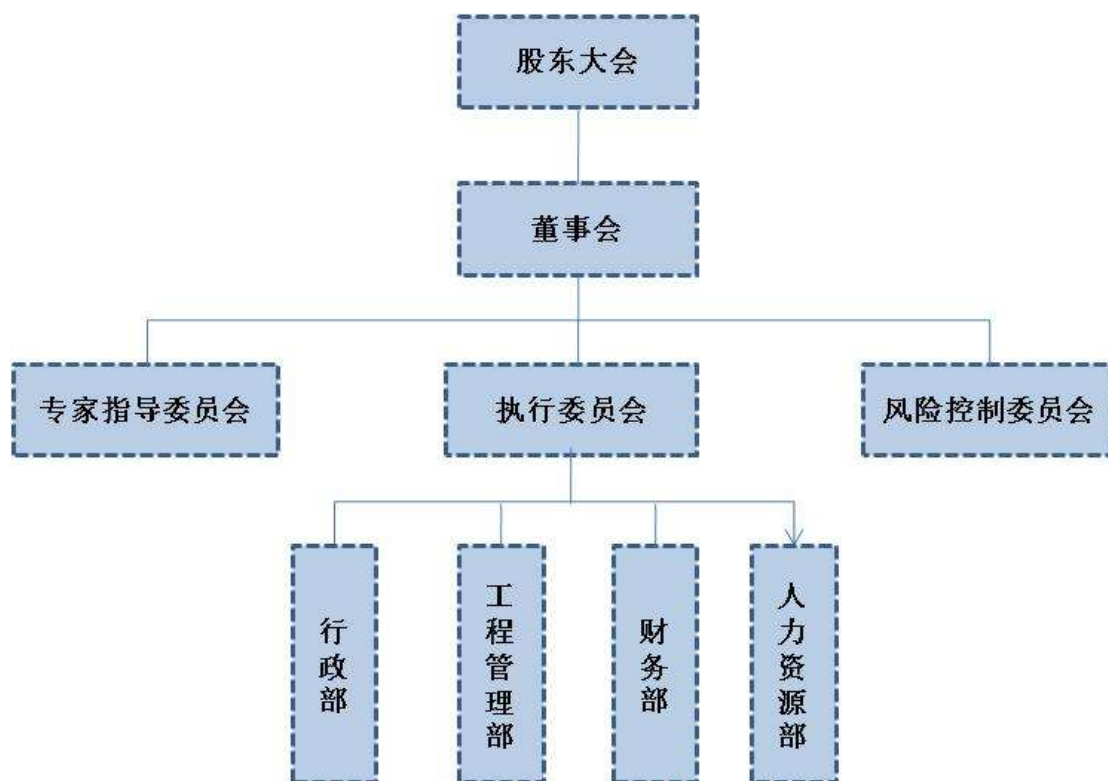 股东大会
董事会
专家指导委员会
执行委员会
风险控制委员会
行政部
工程管理部
财务部
人力资源部